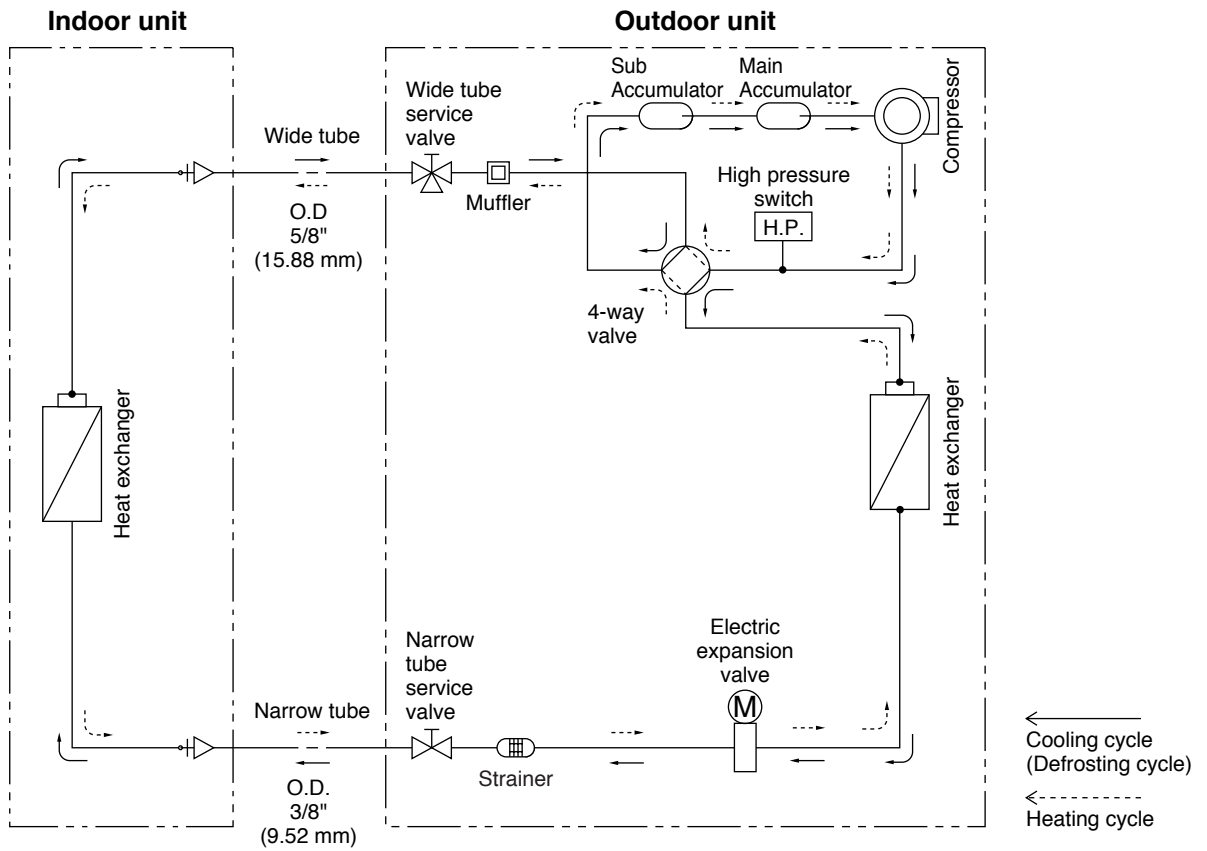 Indoor unit
Outdoor unit
Sub
Accumulator
Main
Accumulator
Compressor
Wide tube
service
valve
Wide tube
Muffler
High pressure
switch
H.P.
O.D
5/8"
(15.88 mm)
4-way
valve
Heat exchanger
Heat exchanger
Narrow
tube
service
valve
Electric
expansion
valve
M
Narrow tube
Strainer
O.D.
3/8"
(9.52 mm)
Cooling cycle
(Defrosting cycle)
Heating cycle